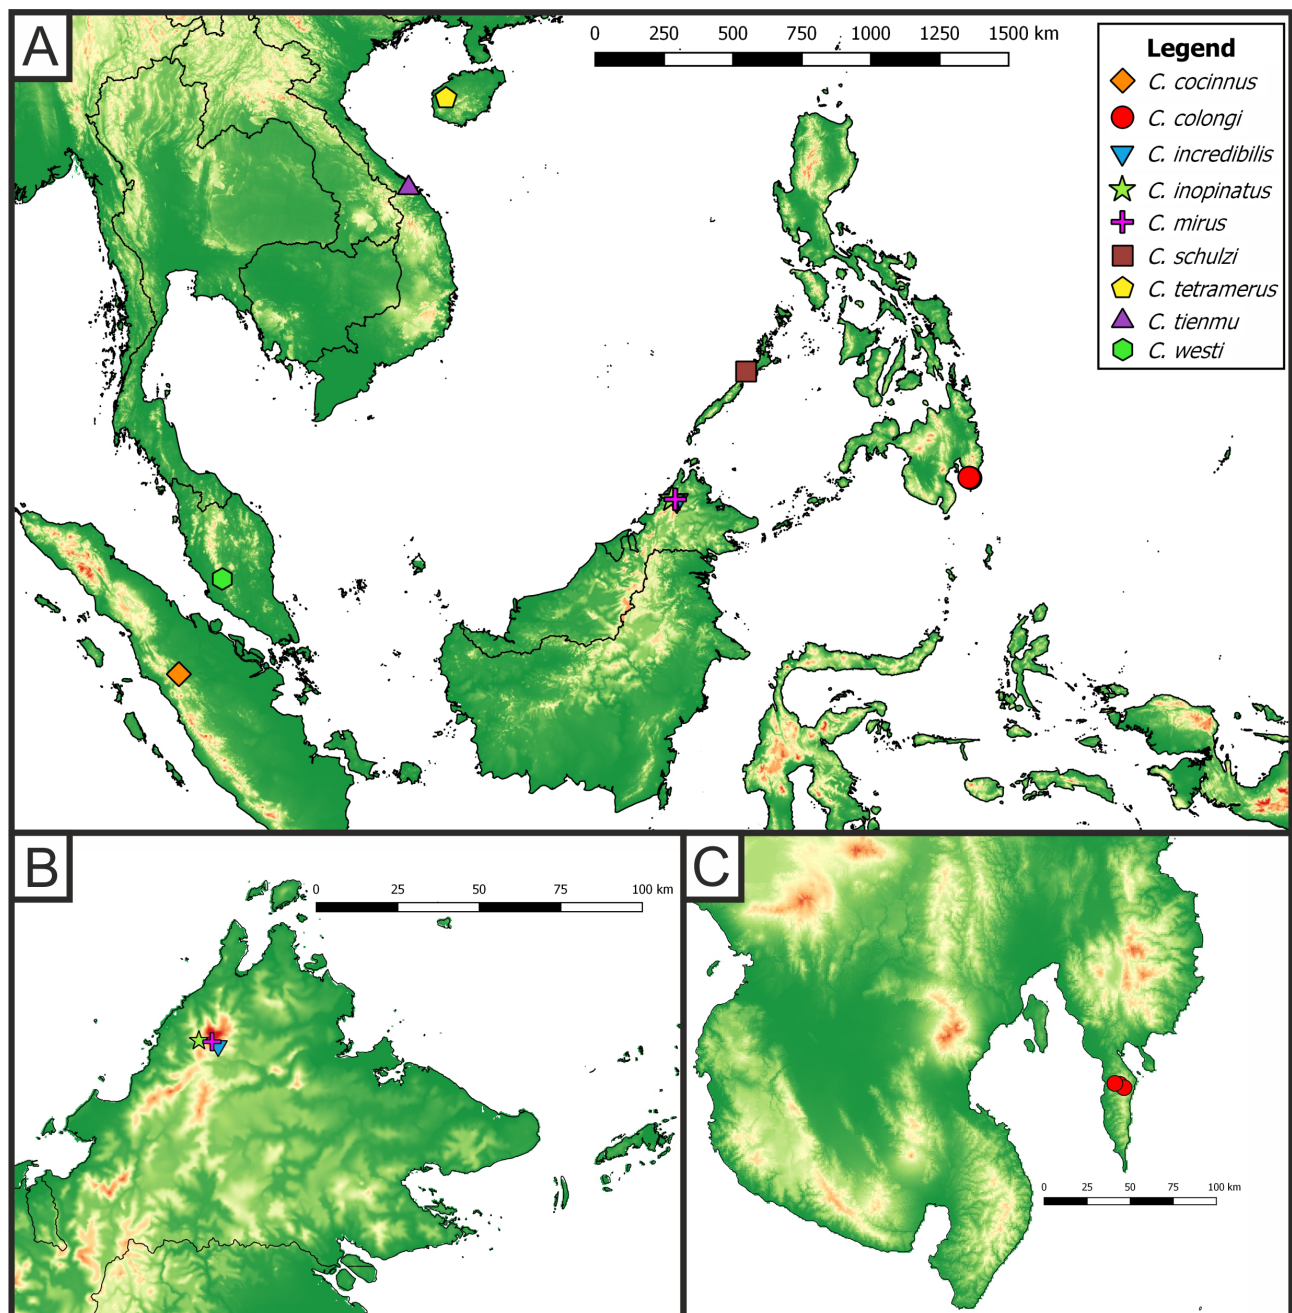 A
0 250 500 750 1000 1250 1500 km
Legend
C. cocinnus
C. colongi
C. incredibilis
C. inopinatus
C. mirus
C. schulzi
C. tetramerus
C. tienmu
C. westi
B
0 25 50 75 100 km
C
0 25 50 75 100 km